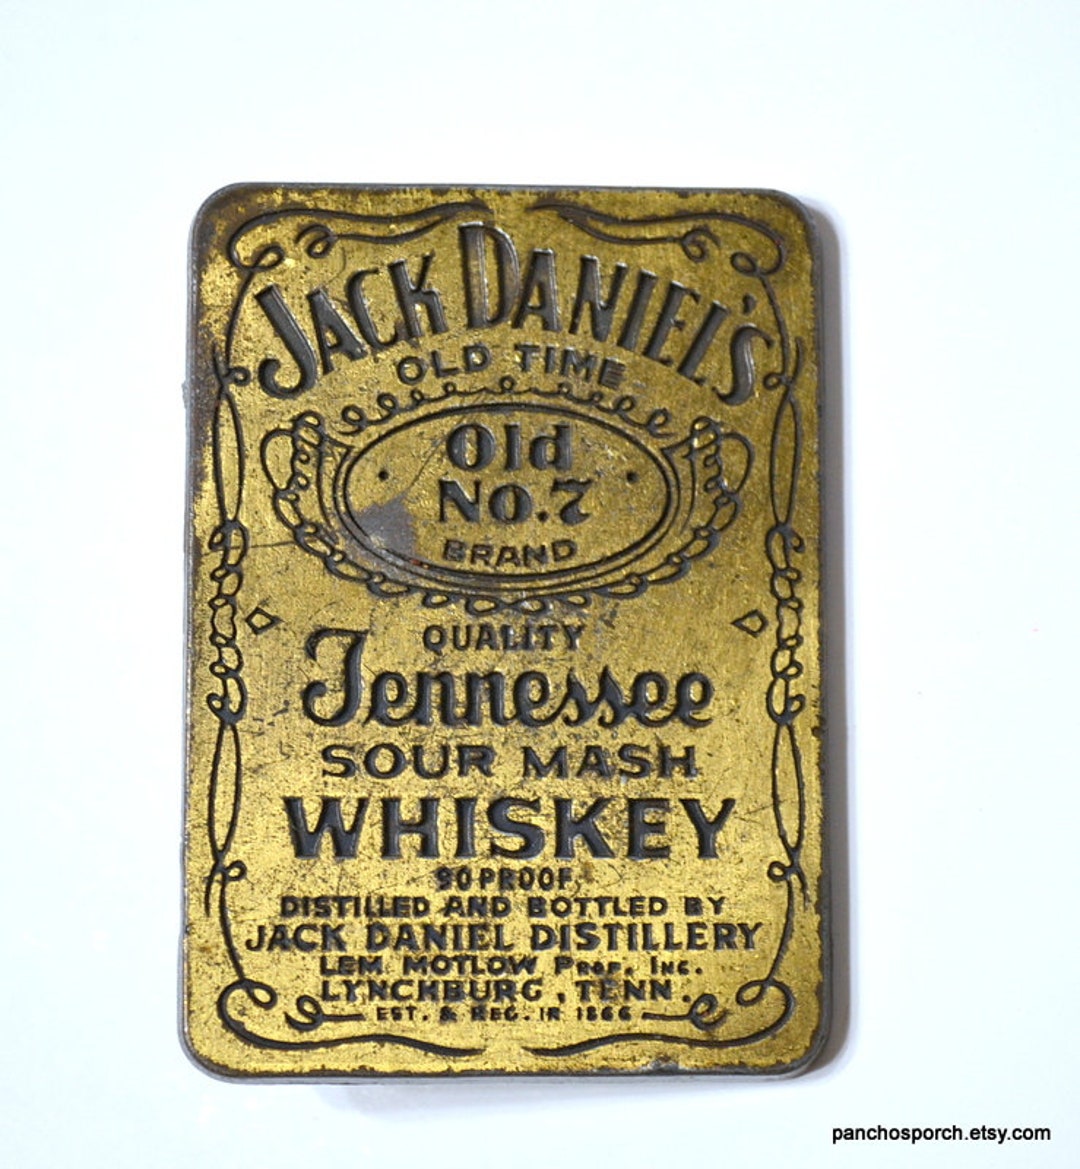 JACK DANIEL'S
OLD TIME
Old
No.7
BRAND
QUALITY
Tennessee
SOUR MASH
WHISKEY
90 PROOF
DISTILLED AND BOTTLED BY
JACK DANIEL DISTILLERY
LEM MOTLOW PROP. INC.
LYNCHBURG, TENN.
EST. & REG. IN 1866
panchosporch.etsy.com